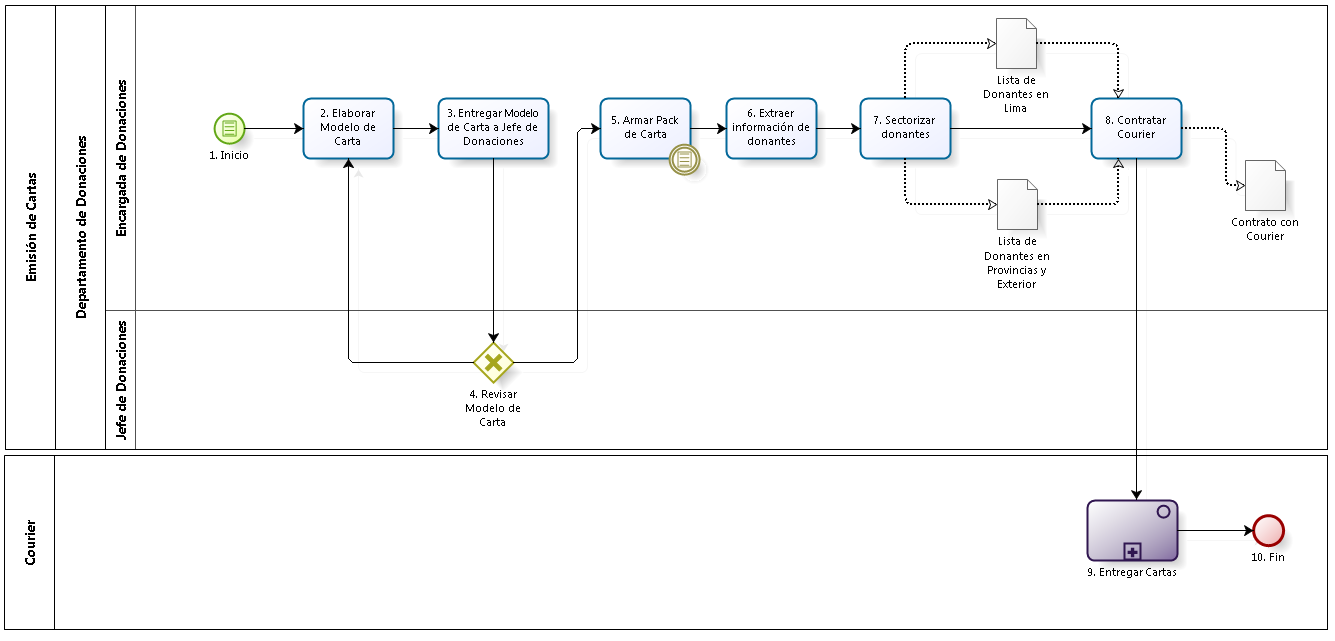 Emisión de Cartas
Departamento de Donaciones
Encargada de Donaciones
1. Inicio
2. Elaborar
Modelo de
Carta
3. Entregar Modelo
de Carta a Jefe de
Donaciones
5. Armar Pack
de Carta
6. Extraer
información de
donantes
7. Sectorizar
donantes
Lista de
Donantes en
Lima
Lista de
Donantes en
Provincias y
Exterior
8. Contratar
Courier
Contrato con
Courier
Jefe de Donaciones
4. Revisar
Modelo de
Carta
Courier
9. Entregar Cartas
10. Fin